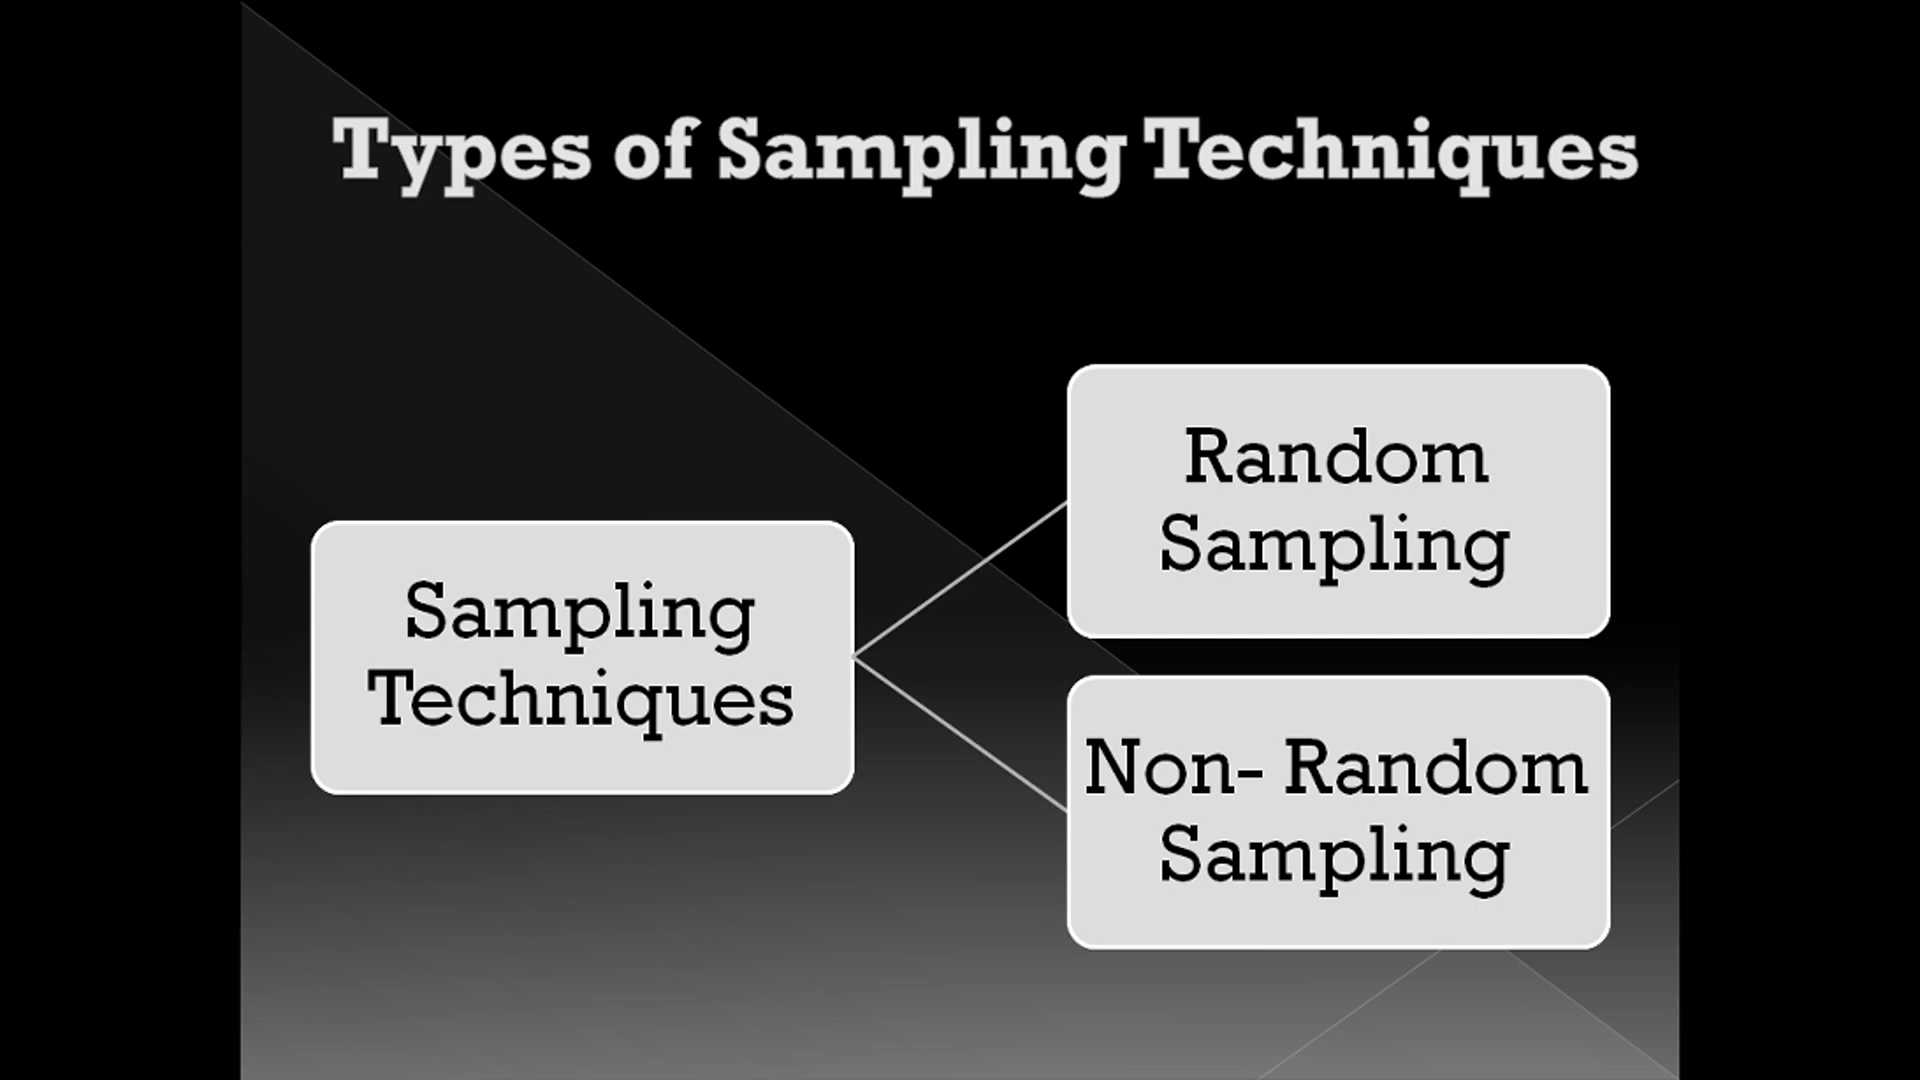 Types of Sampling Techniques
Sampling
Techniques
Random
Sampling
Non- Random
Sampling